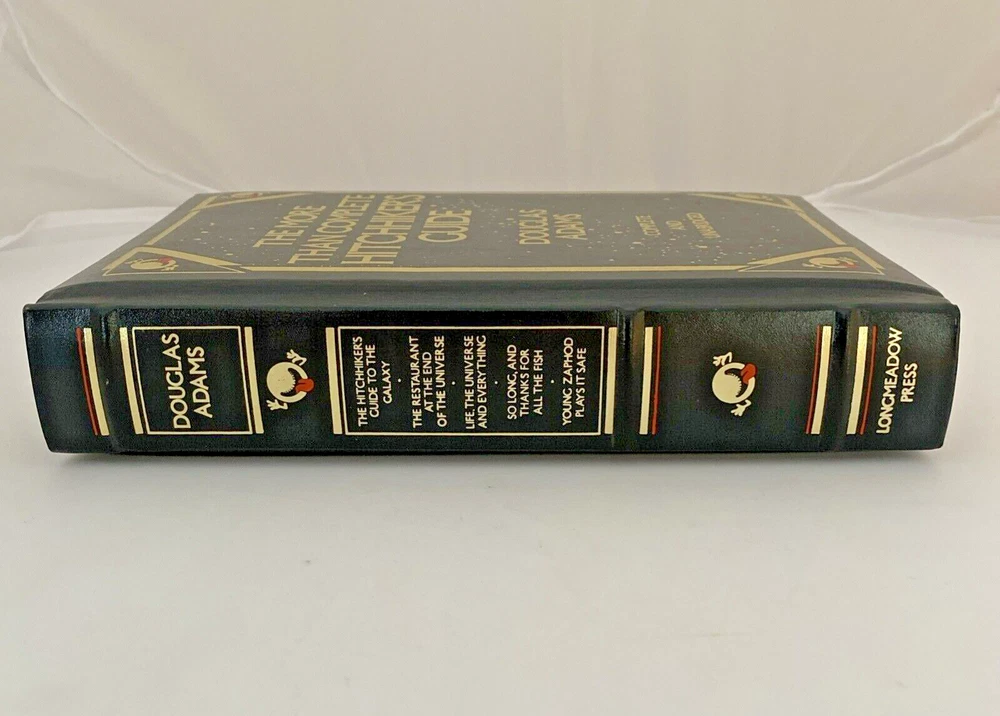 THE MORE
THAN COMPLETE
HITCHHIKER'S
GUIDE
DOUGLAS
ADAMS
COMPLETE
AND
UNABRIDGED
DOUGLAS
ADAMS
THE HITCHHIKER'S
GUIDE TO THE
GALAXY
•
THE RESTAURANT
AT THE END
OF THE UNIVERSE
•
LIFE, THE UNIVERSE
AND EVERYTHING
•
SO LONG, AND
THANKS FOR
ALL THE FISH
•
YOUNG ZAPHOD
PLAYS IT SAFE
LONGMEADOW
PRESS